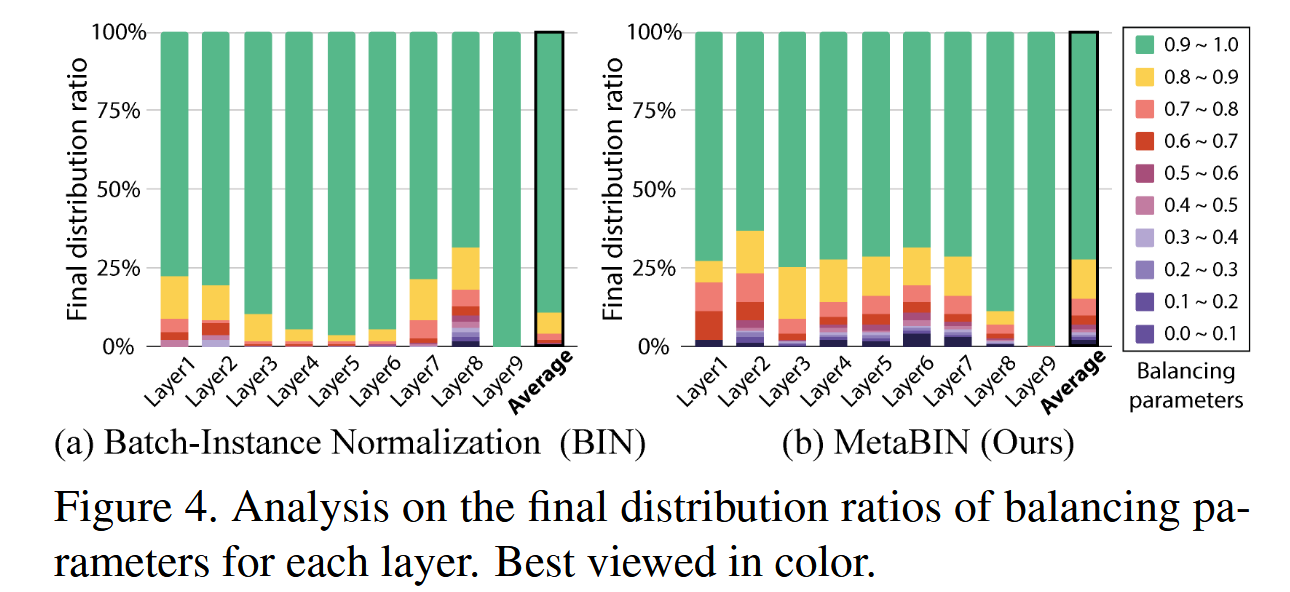 Final distribution ratio
100%
75%
50%
25%
0%
Layer1
Layer2
Layer3
Layer4
Layer5
Layer6
Layer7
Layer8
Layer9
Average
(a) Batch-Instance Normalization (BIN)
Final distribution ratio
100%
75%
50%
25%
0%
Layer1
Layer2
Layer3
Layer4
Layer5
Layer6
Layer7
Layer8
Layer9
Average
(b) MetaBIN (Ours)
0.9 ~ 1.0
0.8 ~ 0.9
0.7 ~ 0.8
0.6 ~ 0.7
0.5 ~ 0.6
0.4 ~ 0.5
0.3 ~ 0.4
0.2 ~ 0.3
0.1 ~ 0.2
0.0 ~ 0.1
Balancing
parameters
Figure 4. Analysis on the final distribution ratios of balancing pa-
rameters for each layer. Best viewed in color.